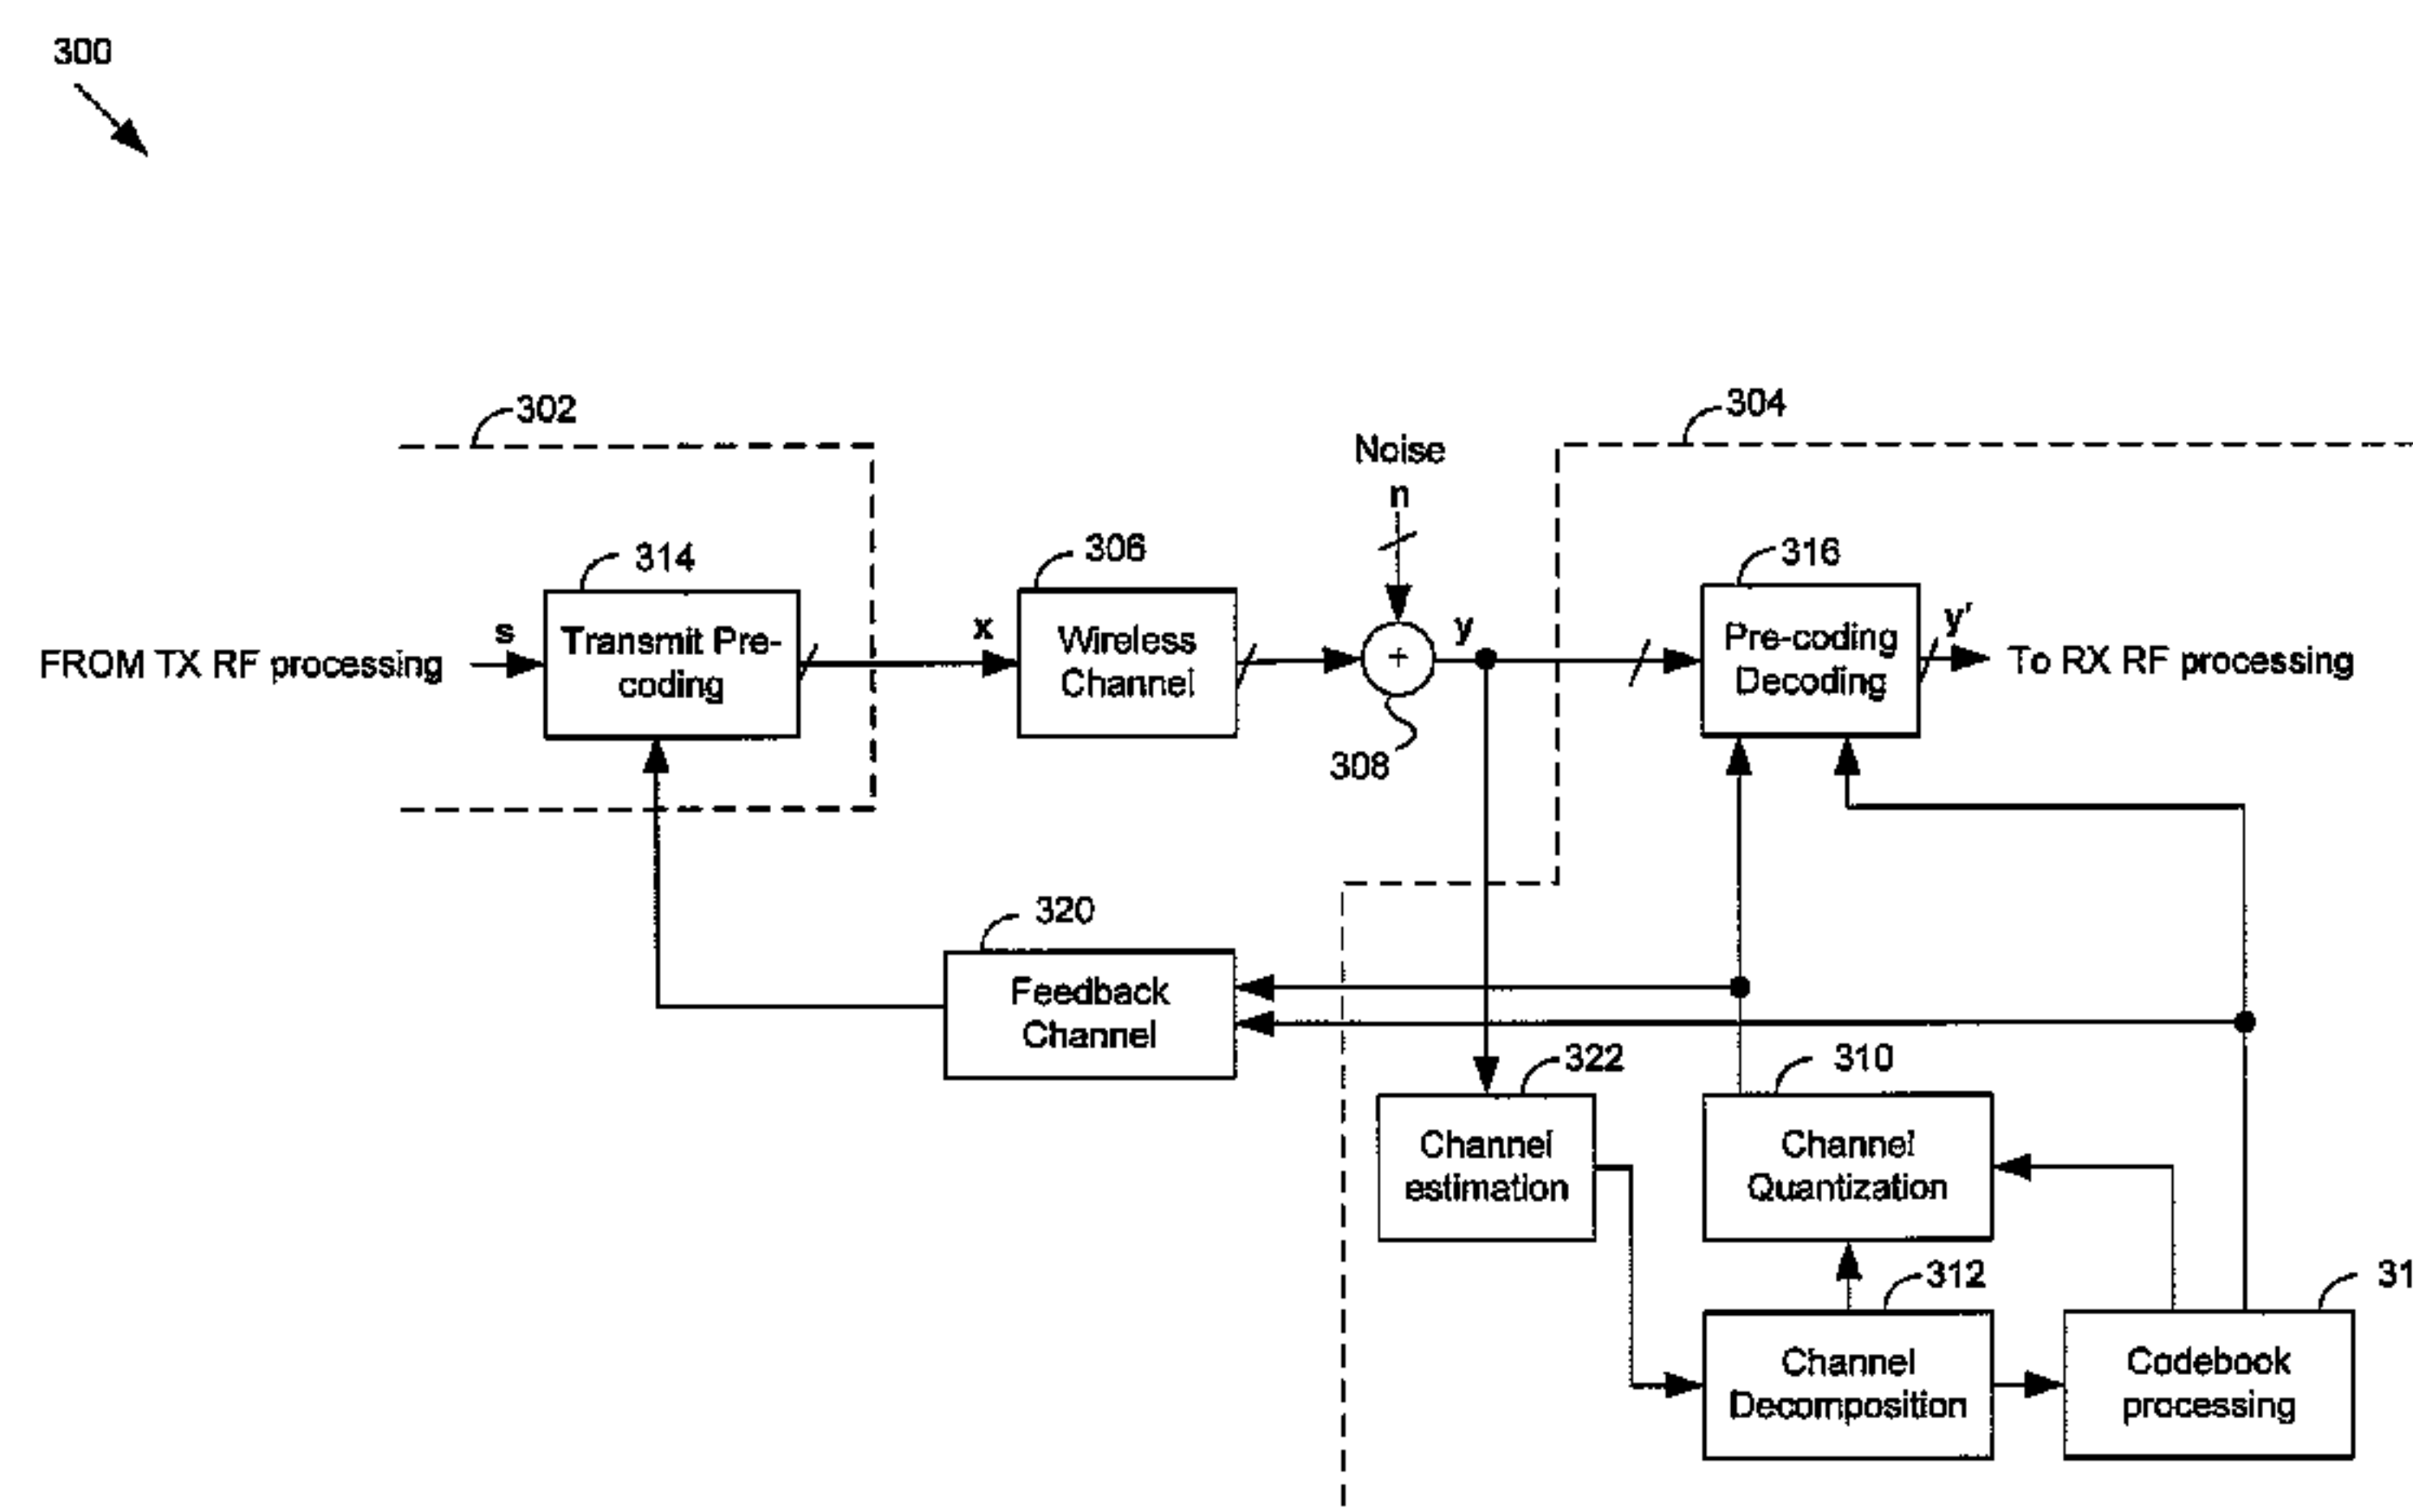 300
302
304
Noise
n
314
306
316
FROM TX RF processing
s
Transmit Pre-
coding
x
Wireless
Channel
+
y
Pre-coding
Decoding
y'
To RX RF processing
308
320
Feedback
Channel
322
310
Channel
estimation
Channel
Quantization
312
31
Channel
Decomposition
Codebook
processing